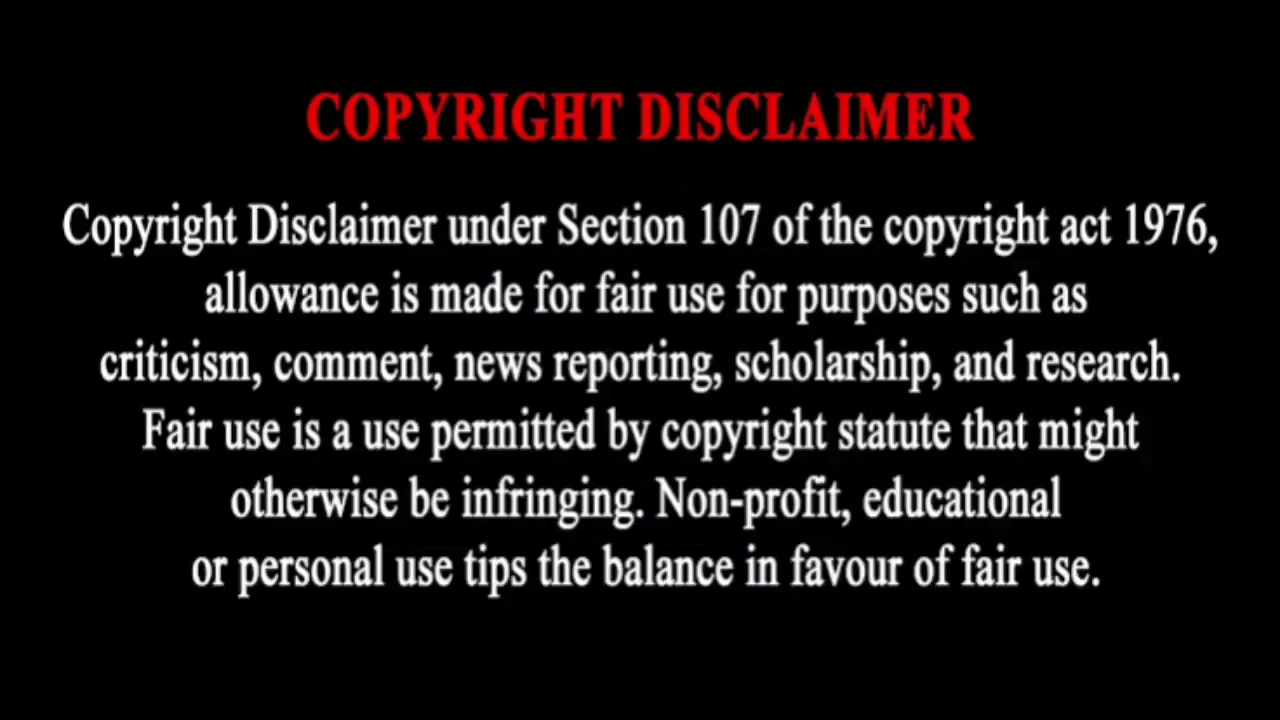 COPYRIGHT DISCLAIMER
Copyright Disclaimer under Section 107 of the copyright act 1976,
allowance is made for fair use for purposes such as
criticism, comment, news reporting, scholarship, and research.
Fair use is a use permitted by copyright statute that might
otherwise be infringing. Non-profit, educational
or personal use tips the balance in favour of fair use.